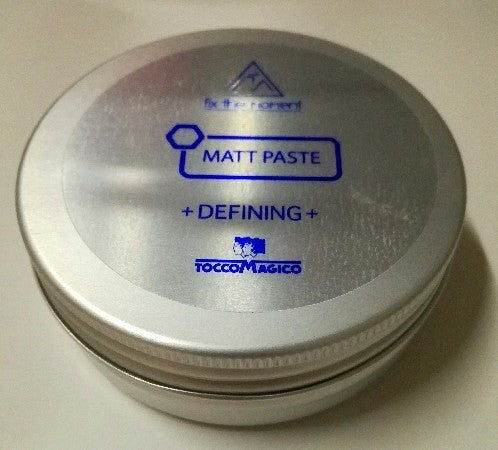 fix the moment
MATT PASTE
+ DEFINING +
TOCCOMAGICO